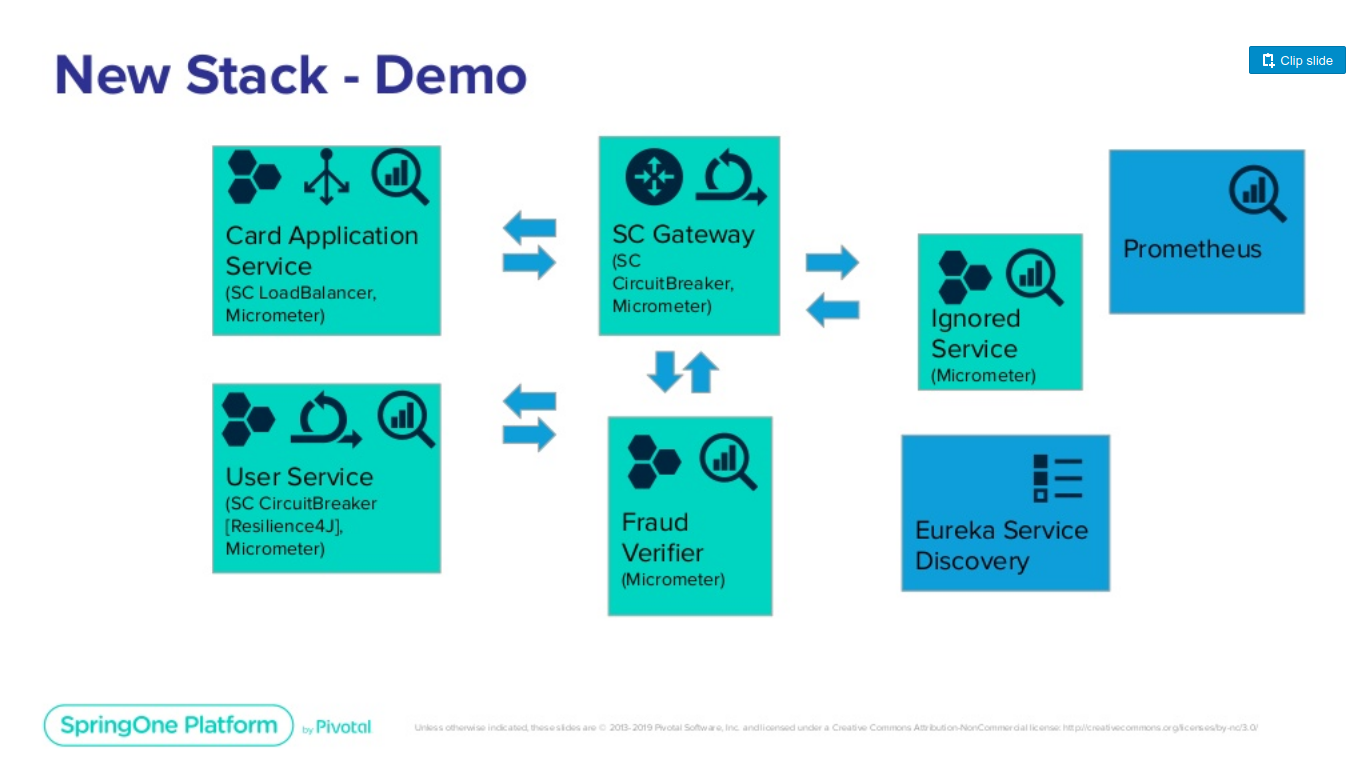 New Stack - Demo
Clip slide
Card Application
Service
(SC LoadBalancer,
Micrometer)
SC Gateway
(SC
CircuitBreaker,
Micrometer)
Prometheus
Ignored
Service
(Micrometer)
User Service
(SC CircuitBreaker
[Resilience4J],
Micrometer)
Fraud
Verifier
(Micrometer)
Eureka Service
Discovery
SpringOne Platform by Pivotal
Unless otherwise indicated, these slides are © 2013-2019 Pivotal Software, Inc. and licensed under a Creative Commons Attribution-NonCommercial license: http://creativecommons.org/licenses/by-nc/3.0/